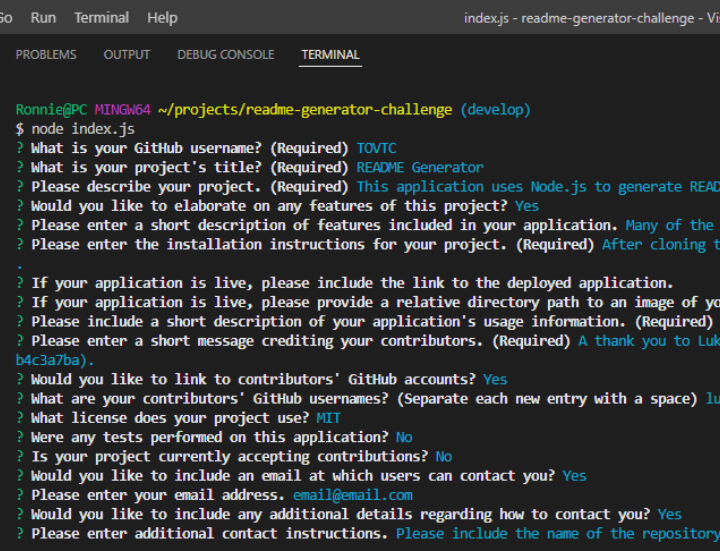 Go Run Terminal Help index.js - readme-generator-challenge - Vis
PROBLEMS OUTPUT DEBUG CONSOLE TERMINAL
Ronnie@PC MINGW64 ~/projects/readme-generator-challenge (develop)
$ node index.js
? What is your GitHub username? (Required) TOVTC
? What is your project's title? (Required) README Generator
? Please describe your project. (Required) This application uses Node.js to generate READ
? Would you like to elaborate on any features of this project? Yes
? Please enter a short description of features included in your application. Many of the
? Please enter the installation instructions for your project. (Required) After cloning t
.
? If your application is live, please include the link to the deployed application.
? If your application is live, please provide a relative directory path to an image of yo
? Please include a short description of your application's usage information. (Required)
? Please enter a short message crediting your contributors. (Required) A thank you to Luk
b4c3a7ba).
? Would you like to link to contributors' GitHub accounts? Yes
? What are your contributors' GitHub usernames? (Separate each new entry with a space) lu
? What license does your project use? MIT
? Were any tests performed on this application? No
? Is your project currently accepting contributions? No
? Would you like to include an email at which users can contact you? Yes
? Please enter your email address. email@email.com
? Would you like to include any additional details regarding how to contact you? Yes
? Please enter additional contact instructions. Please include the name of the repository